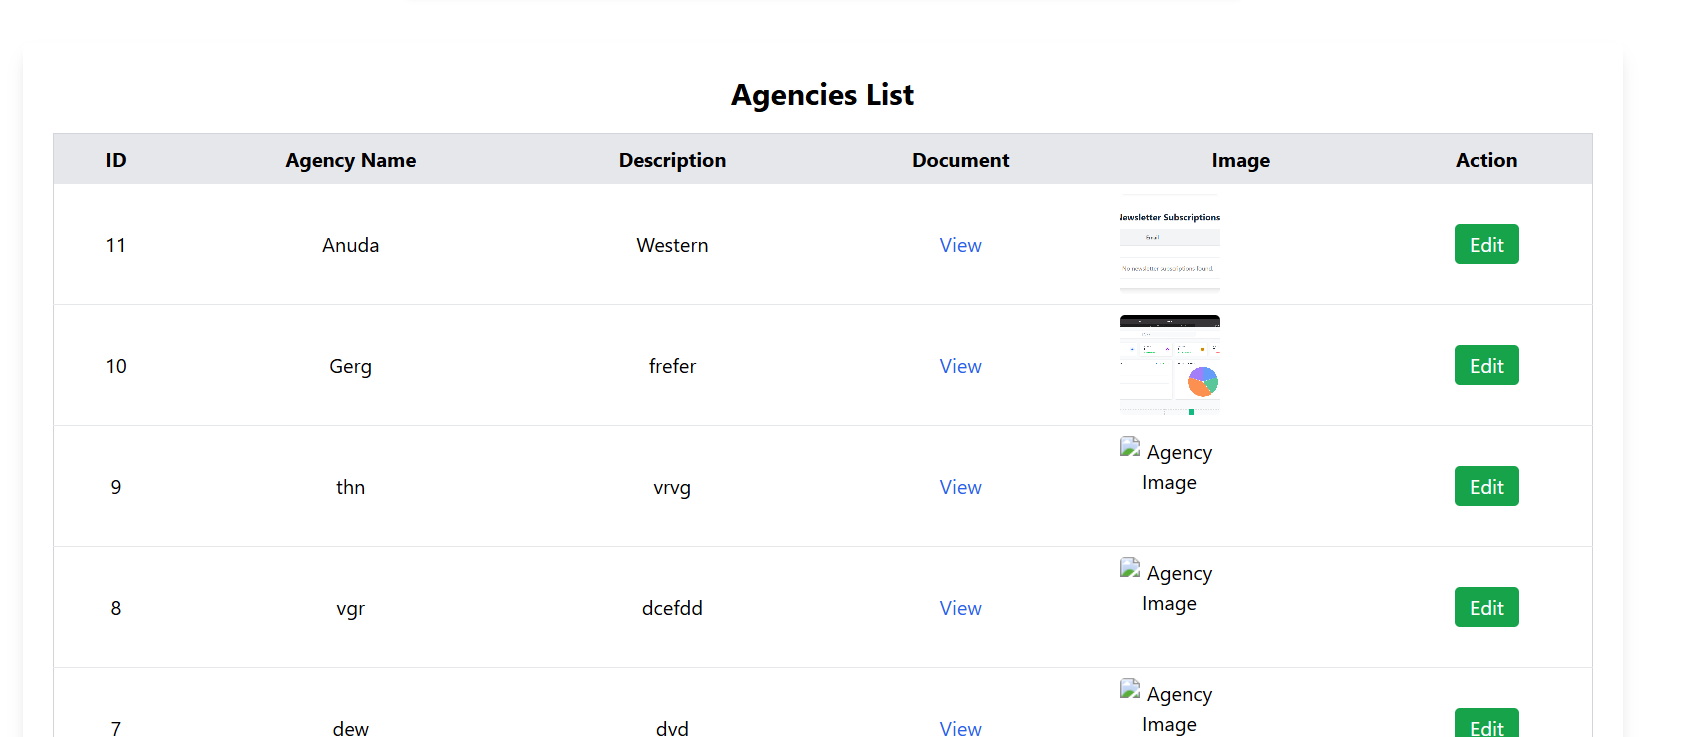 Agencies List
ID Agency Name Description Document Image Action
11 Anuda Western View Edit
Newsletter Subscriptions
Email
No newsletter subscriptions found.
10 Gerg frefer View Edit
9 thn vrvg View Agency Image Edit
8 vgr dcefdd View Agency Image Edit
7 dew dvd View Agency Image Edit